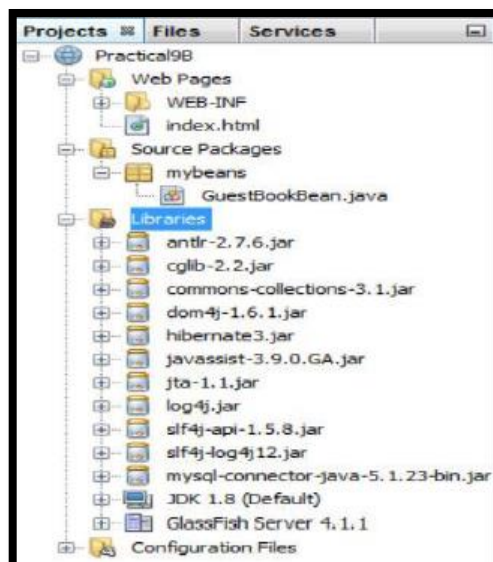 Projects Files Services
Practical9B
Web Pages
WEB-INF
index.html
Source Packages
mybeans
GuestBookBean.java
Libraries
antlr-2.7.6.jar
cglib-2.2.jar
commons-collections-3.1.jar
dom4j-1.6.1.jar
hibernate3.jar
javassist-3.9.0.GA.jar
jta-1.1.jar
log4j.jar
slf4j-api-1.5.8.jar
slf4j-log4j12.jar
mysql-connector-java-5.1.23-bin.jar
JDK 1.8 (Default)
GlassFish Server 4.1.1
Configuration Files